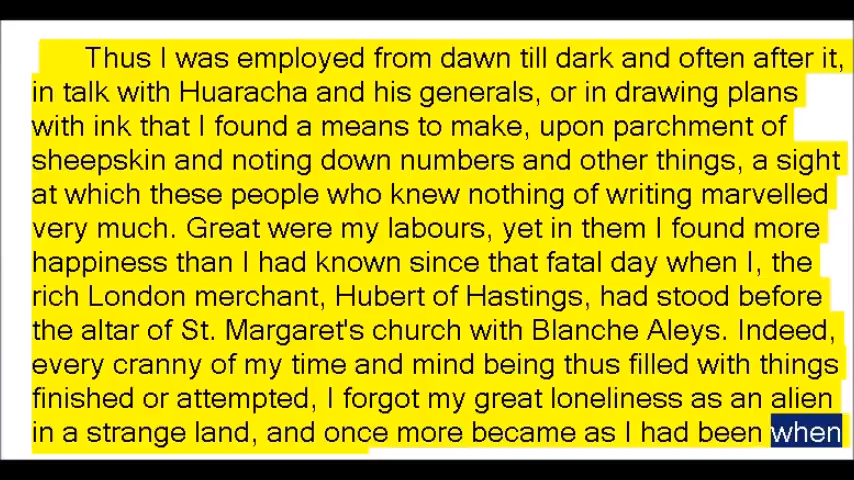 Thus I was employed from dawn till dark and often after it,
in talk with Huaracha and his generals, or in drawing plans
with ink that I found a means to make, upon parchment of
sheepskin and noting down numbers and other things, a sight
at which these people who knew nothing of writing marvelled
very much. Great were my labours, yet in them I found more
happiness than I had known since that fatal day when I, the
rich London merchant, Hubert of Hastings, had stood before
the altar of St. Margaret's church with Blanche Aleys. Indeed,
every cranny of my time and mind being thus filled with things
finished or attempted, I forgot my great loneliness as an alien
in a strange land, and once more became as I had been when